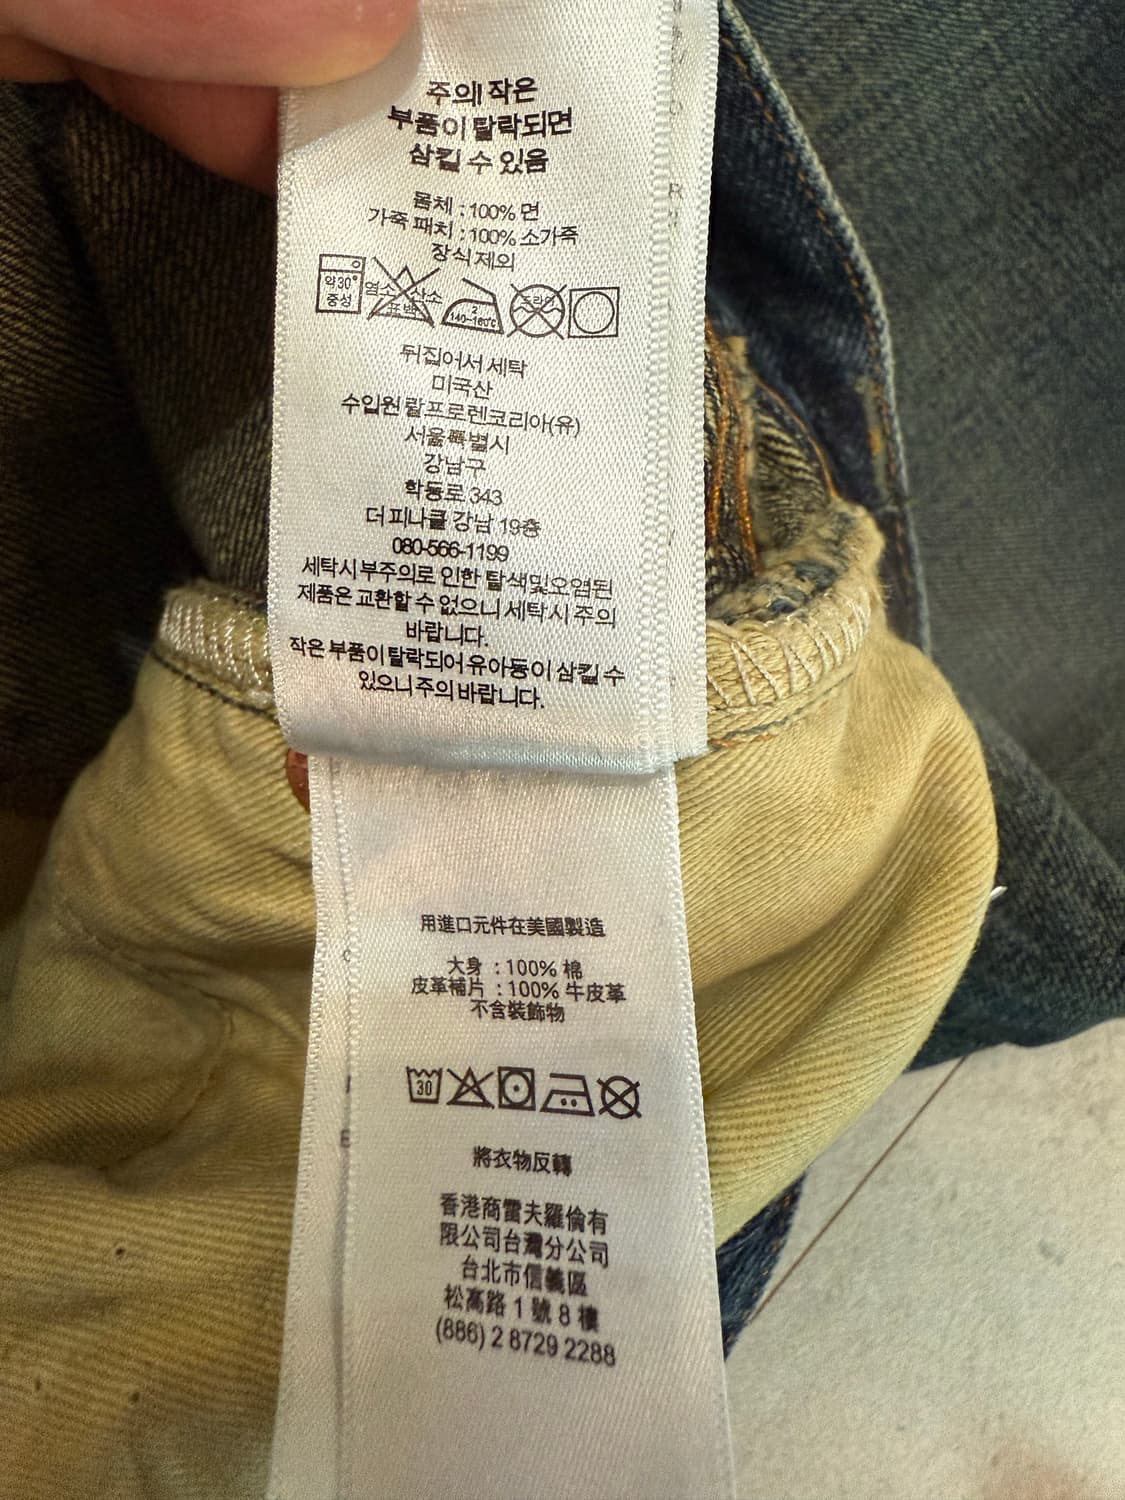 주의! 작은
부품이 탈락되면
삼킬 수 있음
몸체 : 100% 면
가죽 패치 : 100% 소가죽
장식 제외
약30°
중성
염소
산소
표백
2
140~160℃
드라이
뒤집어서 세탁
미국산
수입원 랄프로렌코리아(유)
서울특별시
강남구
학동로 343
더 피나클 강남 19층
080-566-1199
세탁시 부주의로 인한 탈색및오염된
제품은 교환할 수 없으니 세탁시 주의
바랍니다.
작은 부품이 탈락되어 유아등이 삼킬 수
있으니 주의 바랍니다.
用進口元件在美國製造
大身 : 100% 棉
皮革補片 : 100% 牛皮革
不含裝飾物
30
將衣物反轉
香港商雷夫羅倫有
限公司台灣分公司
台北市信義區
松高路 1 號 8 樓
(886) 2 8729 2288